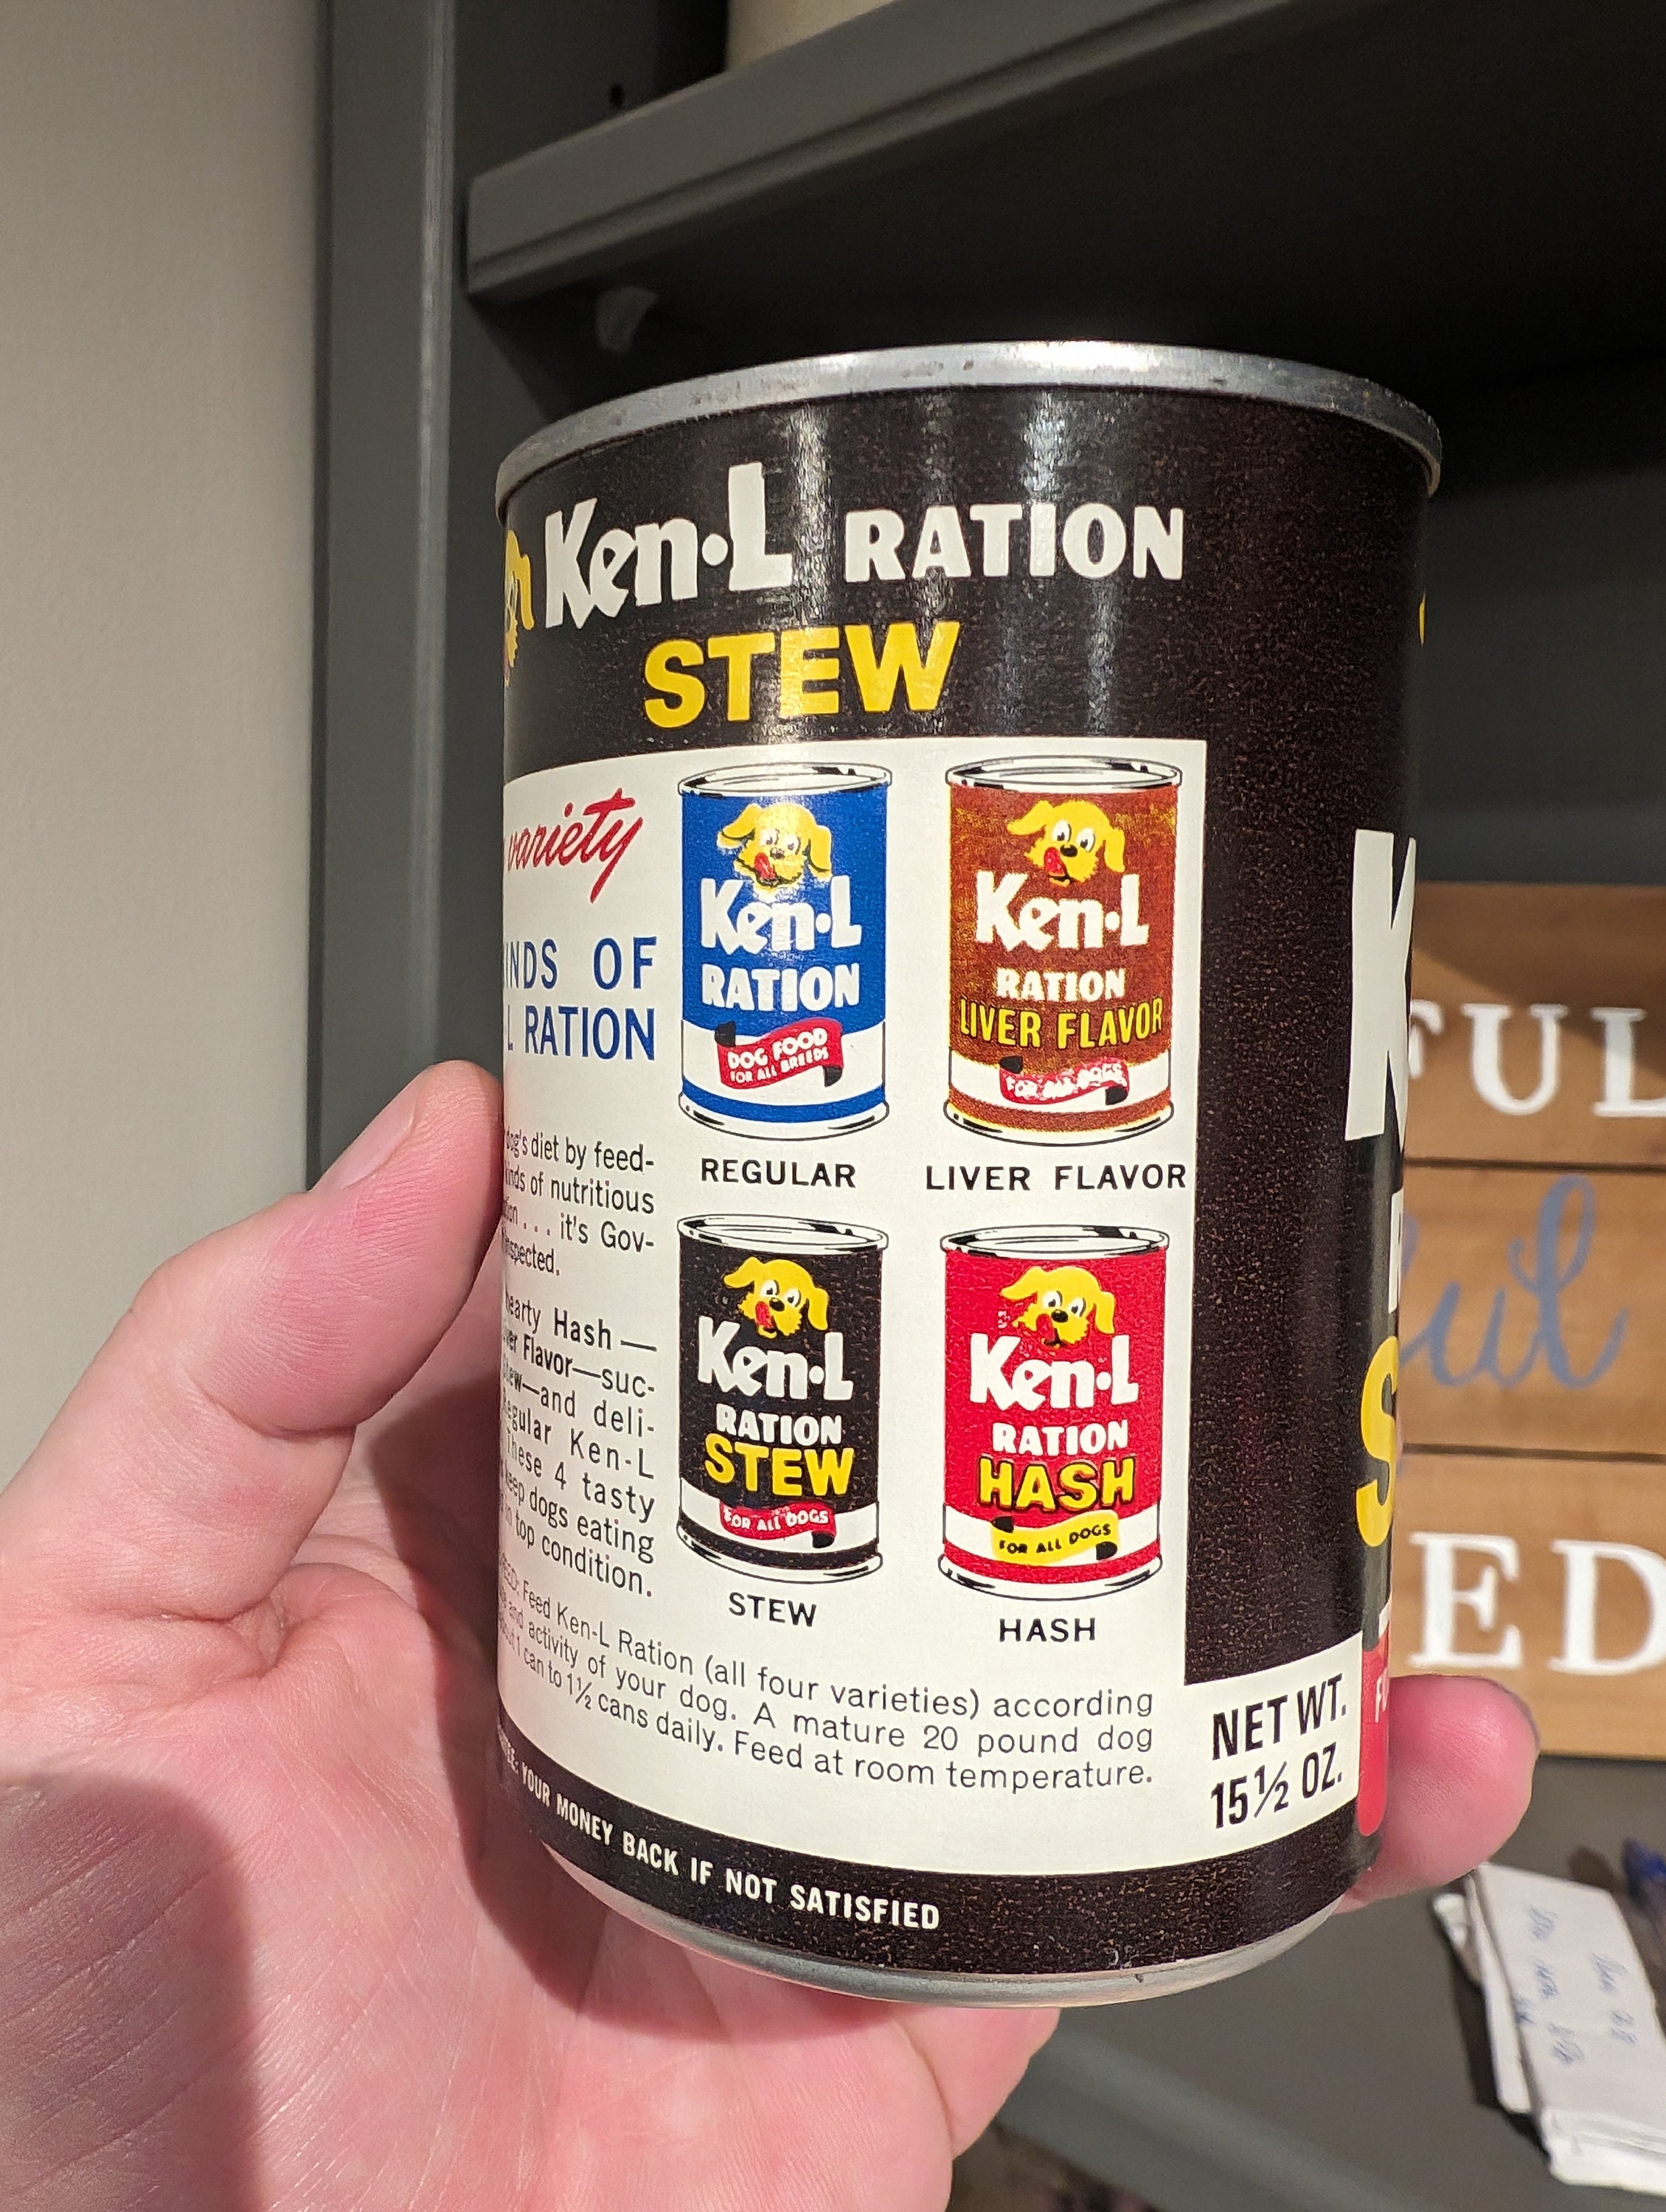 Ken·L RATION
STEW
variety
INDS OF
L RATION
Ken·L
RATION
DOG FOOD
FOR ALL BREEDS
REGULAR
Ken·L
RATION
LIVER FLAVOR
FOR ALL DOGS
LIVER FLAVOR
Ken·L
RATION
STEW
FOR ALL DOGS
STEW
Ken·L
RATION
HASH
FOR ALL DOGS
HASH
dog's diet by feed-
kinds of nutritious
. . . it's Gov-
inspected.
hearty Hash —
Flavor—suc-
—and deli-
Regular Ken-L
These 4 tasty
keep dogs eating
in top condition.
Feed Ken-L Ration (all four varieties) according
and activity of your dog. A mature 20 pound dog
1 can to 1½ cans daily. Feed at room temperature.
YOUR MONEY BACK IF NOT SATISFIED
NET WT.
15½ OZ.
K
S
FUL
ful
ED